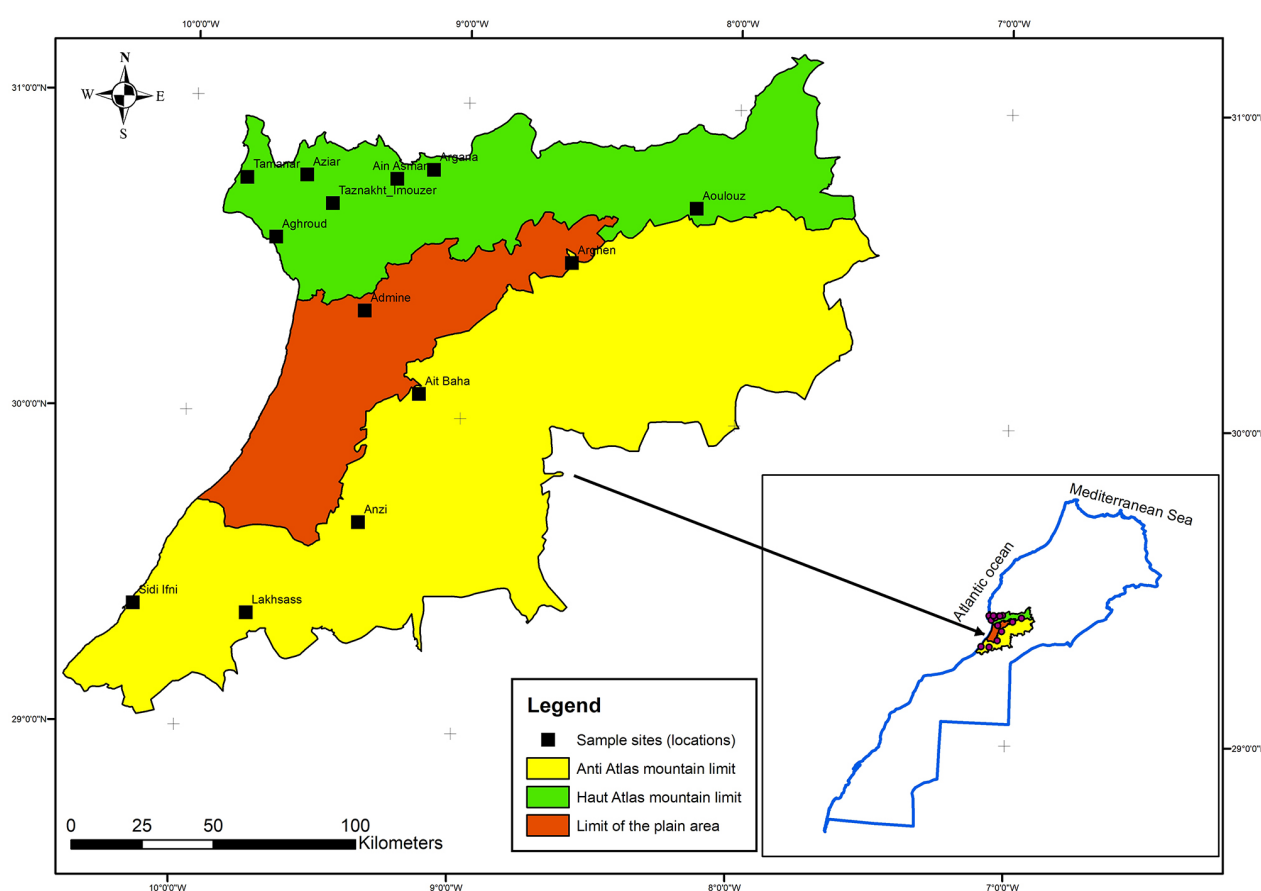 10°0'0"W 9°0'0"W 8°0'0"W 7°0'0"W
N
W E
S
31°0'0"N
31°0'0"N
Tamanar
Aziar
Ain Asmar
Argana
Taznakht_Imouzer
Aoulouz
Aghroud
Arghen
Admine
Ait Baha
30°0'0"N
30°0'0"N
Anzi
Sidi Ifni
Lakhsass
Mediterranean Sea
Atlantic ocean
29°0'0"N
29°0'0"N
Legend
Sample sites (locations)
Anti Atlas mountain limit
Haut Atlas mountain limit
Limit of the plain area
0 25 50 100
Kilometers
10°0'0"W 9°0'0"W 8°0'0"W 7°0'0"W